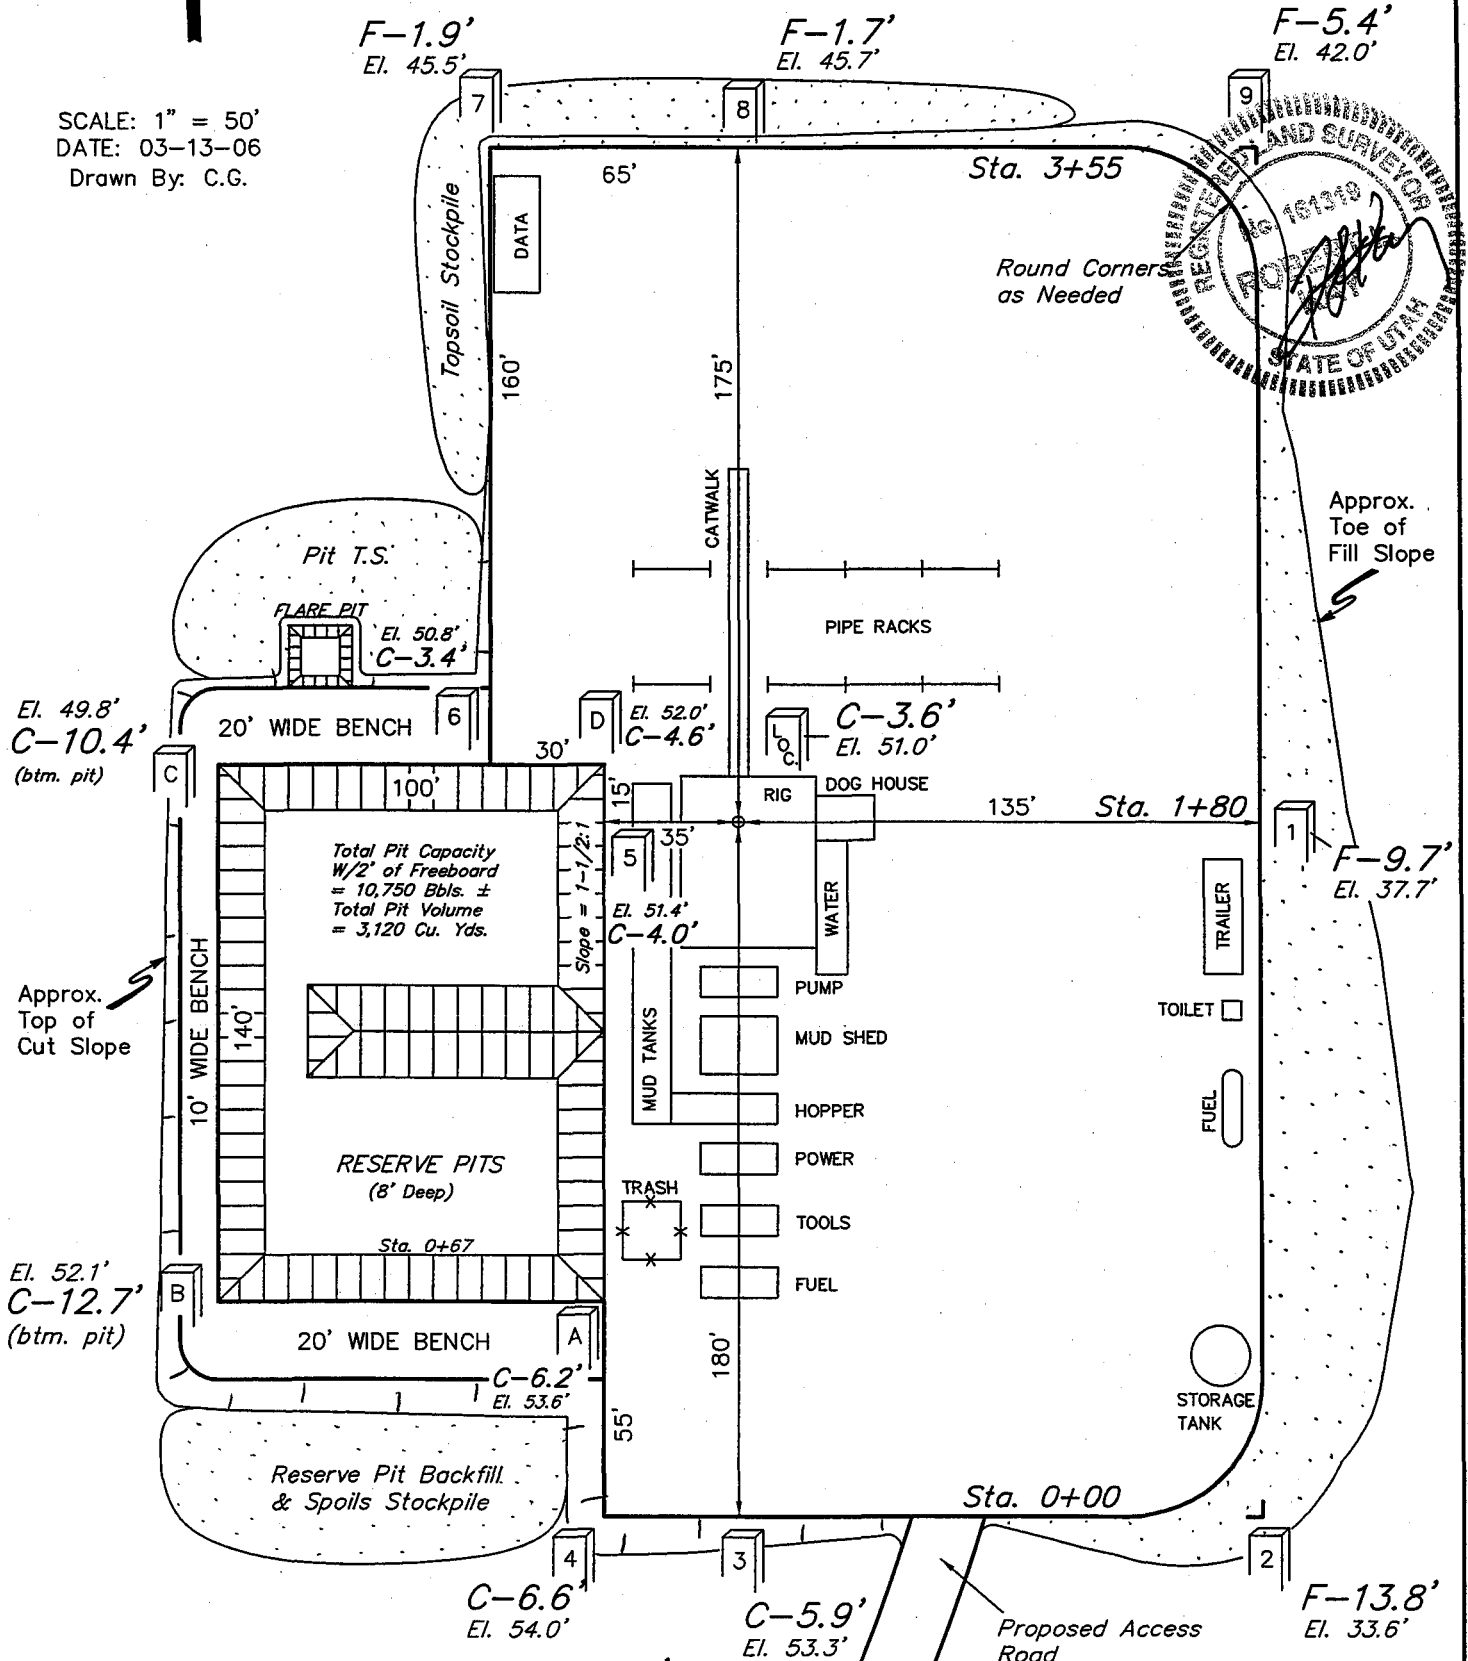 F-1.9'
El. 45.5'
F-1.7'
El. 45.7'
F-5.4'
El. 42.0'
SCALE: 1" = 50'
DATE: 03-13-06
Drawn By: C.G.
7
8
9
REGISTERED LAND SURVEYOR
No. 161319
STATE OF UTAH
65'
Sta. 3+55
Topsoil Stockpile
DATA
Round Corners
as Needed
160'
175'
CATWALK
Approx.
Toe of
Fill Slope
Pit T.S.
FLARE PIT
El. 50.8'
C-3.4'
PIPE RACKS
El. 49.8'
C-10.4'
(btm. pit)
C
20' WIDE BENCH
6
D
El. 52.0'
C-4.6'
LOC.
C-3.6'
El. 51.0'
30'
100'
15'
RIG
DOG HOUSE
135'
Sta. 1+80
1
F-9.7'
El. 37.7'
35'
5
El. 51.4'
C-4.0'
Total Pit Capacity
W/2' of Freeboard
= 10,750 Bbls. ±
Total Pit Volume
= 3,120 Cu. Yds.
Slope = 1-1/2:1
WATER
TRAILER
Approx.
Top of
Cut Slope
10' WIDE BENCH
140'
MUD TANKS
PUMP
MUD SHED
HOPPER
POWER
TOOLS
FUEL
TOILET
FUEL
RESERVE PITS
(8' Deep)
TRASH
Sta. 0+67
El. 52.1'
C-12.7'
(btm. pit)
B
20' WIDE BENCH
A
C-6.2'
El. 53.6'
180'
STORAGE
TANK
55'
Reserve Pit Backfill
& Spoils Stockpile
Sta. 0+00
4
3
2
C-6.6'
El. 54.0'
C-5.9'
El. 53.3'
F-13.8'
El. 33.6'
Proposed Access
Road